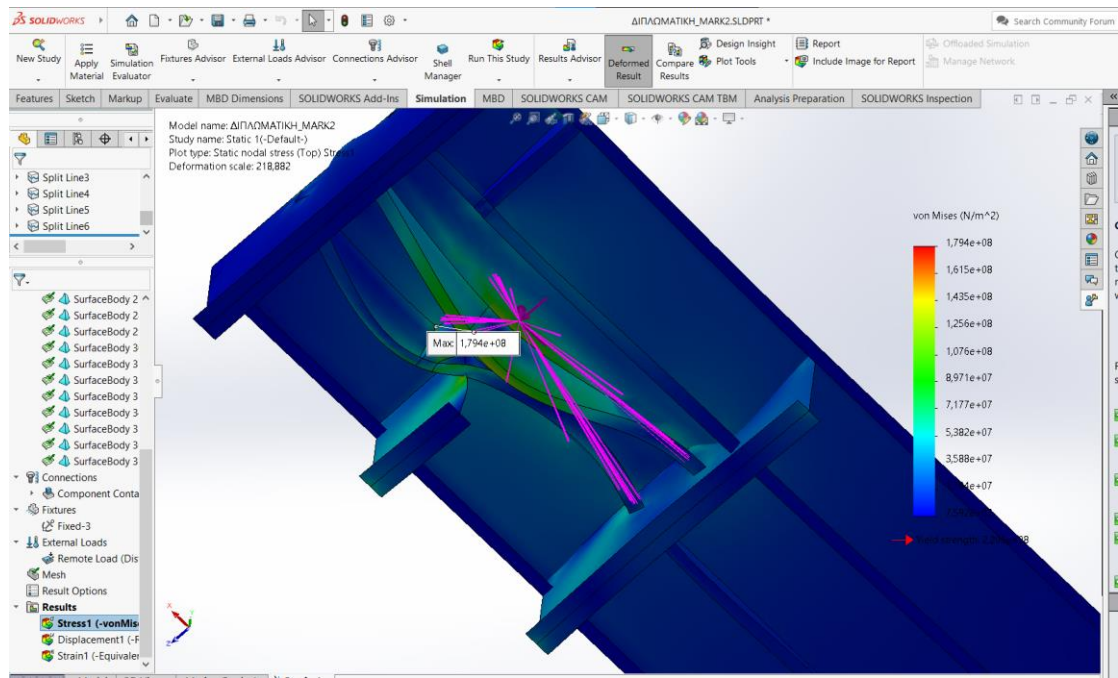 SOLIDWORKS
ΔΙΠΛΩΜΑΤΙΚΗ_MARK2.SLDPRT *
Search Community Forum
New Study
Apply Material
Simulation Evaluator
Fixtures Advisor
External Loads Advisor
Connections Advisor
Shell Manager
Run This Study
Results Advisor
Deformed Result
Compare Results
Design Insight
Plot Tools
Report
Include Image for Report
Offloaded Simulation
Manage Network
Features
Sketch
Markup
Evaluate
MBD Dimensions
SOLIDWORKS Add-Ins
Simulation
MBD
SOLIDWORKS CAM
SOLIDWORKS CAM TBM
Analysis Preparation
SOLIDWORKS Inspection
Model name: ΔΙΠΛΩΜΑΤΙΚΗ_MARK2
Study name: Static 1(-Default-)
Plot type: Static nodal stress (Top)
Deformation scale: 218,882
Split Line3
Split Line4
Split Line5
Split Line6
SurfaceBody 2
SurfaceBody 2
SurfaceBody 2
SurfaceBody 3
SurfaceBody 3
SurfaceBody 3
SurfaceBody 3
SurfaceBody 3
SurfaceBody 3
SurfaceBody 3
SurfaceBody 3
Connections
Component Conta
Fixtures
Fixed-3
External Loads
Remote Load (Dis
Mesh
Result Options
Results
Stress1 (-vonMis
Displacement1 (-F
Strain1 (-Equivaler
Max: 1,794e+08
von Mises (N/m^2)
1,794e+08
1,615e+08
1,435e+08
1,256e+08
1,076e+08
8,971e+07
7,177e+07
5,382e+07
3,588e+07